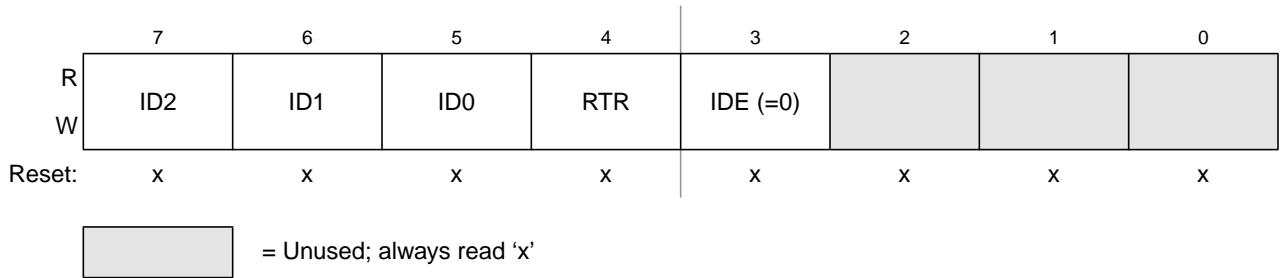 7 6 5 4 3 2 1 0
R
W
ID2 ID1 ID0 RTR IDE (=0)
Reset: x x x x x x x x
= Unused; always read ‘x’